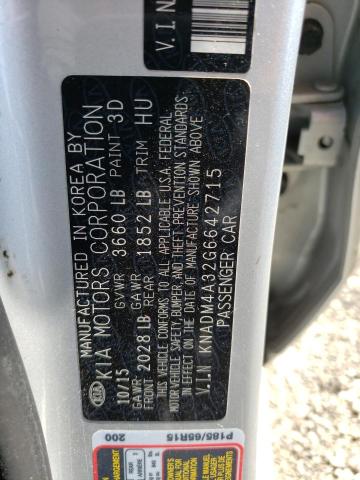 V.I.N
MANUFACTURED IN KOREA BY
KIA MOTORS CORPORATION
10/15 GVWR 3660 LB PAINT 3D
GAWR FRONT 2028 LB GAWR REAR 1852 LB TRIM HU
THIS VEHICLE CONFORMS TO ALL APPLICABLE U.S.A. FEDERAL
MOTOR VEHICLE SAFETY, BUMPER, AND THEFT PREVENTION STANDARDS
IN EFFECT ON THE DATE OF MANUFACTURE SHOWN ABOVE
V.I.N KNADM4A32G6642715
PASSENGER CAR
P185/65R15
200